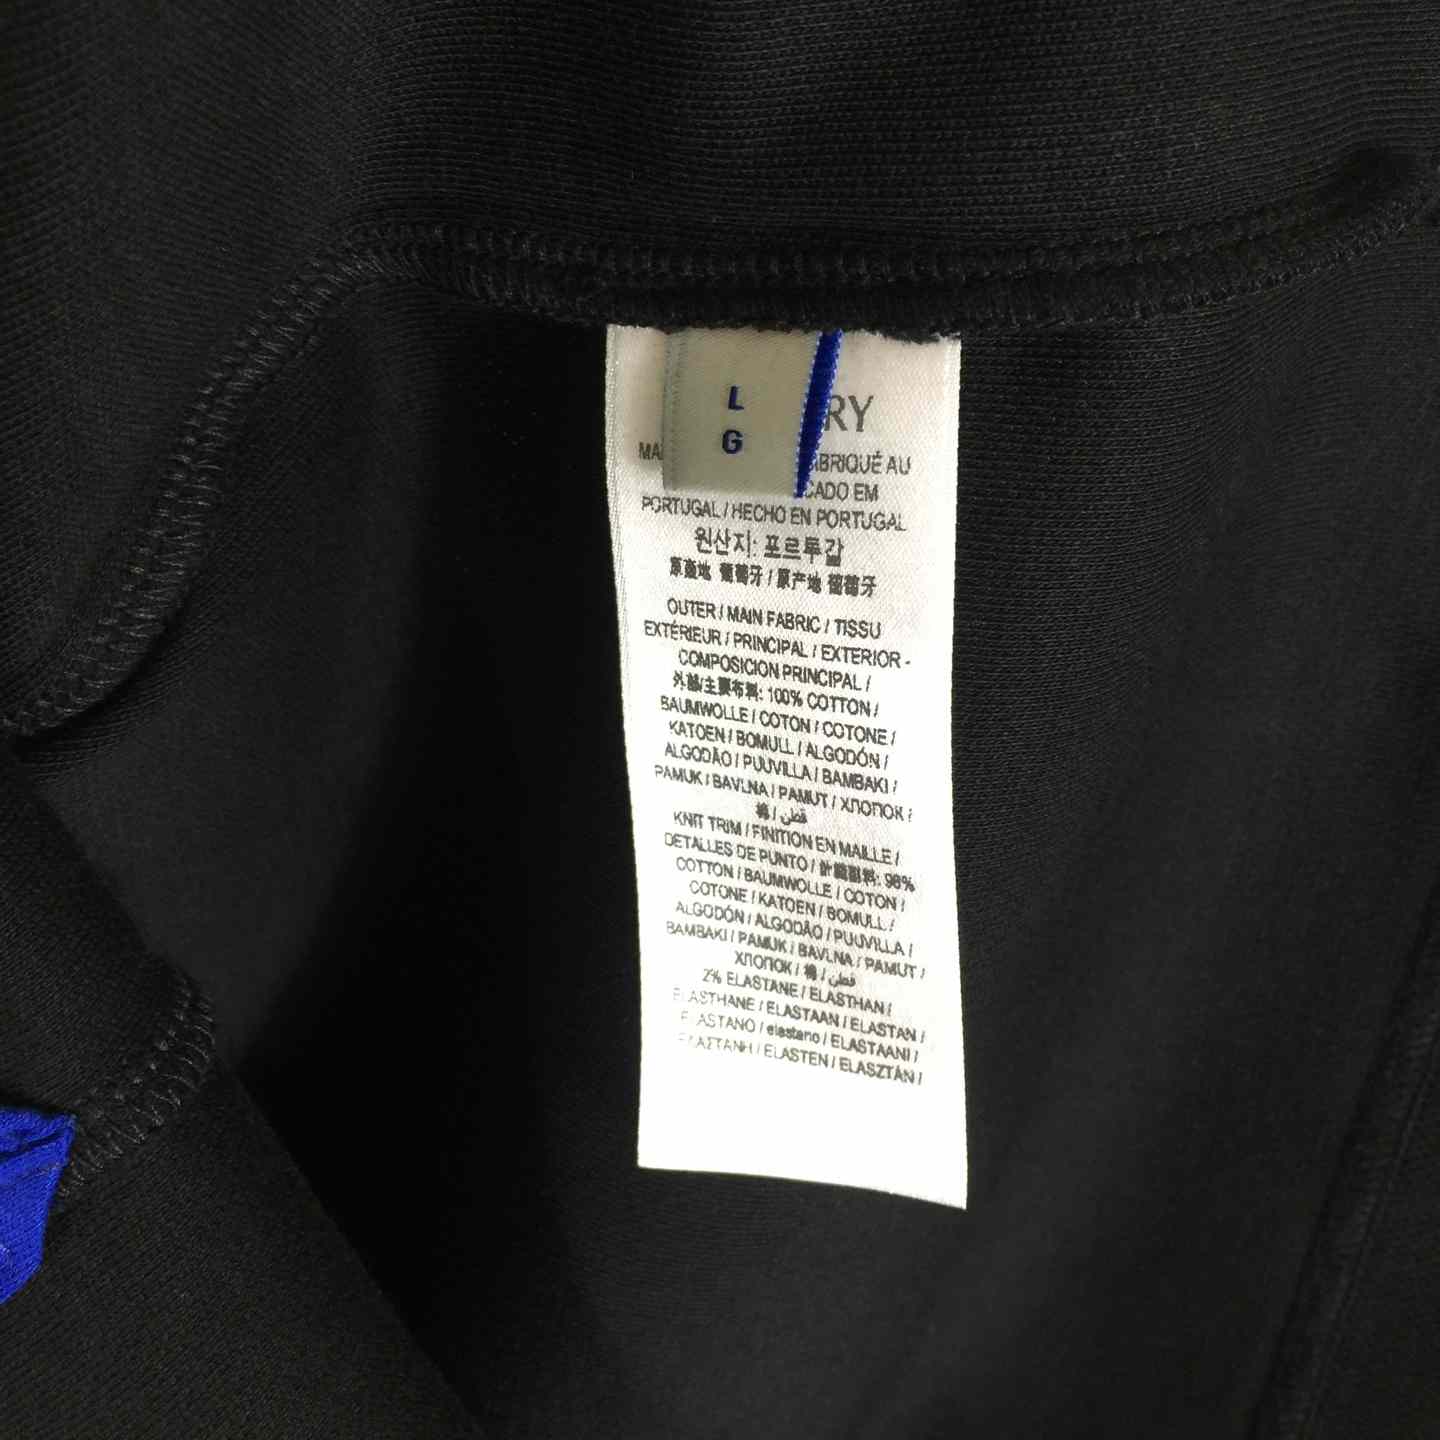 L
G
RY
MA
BRIQUÉ AU
CADO EM
PORTUGAL / HECHO EN PORTUGAL
원산지: 포르투갈
原產地 葡萄牙 / 原产地 葡萄牙
OUTER / MAIN FABRIC / TISSU
EXTÉRIEUR / PRINCIPAL / EXTERIOR -
COMPOSICION PRINCIPAL /
外部/主要布料: 100% COTTON /
BAUMWOLLE / COTON / COTONE /
KATOEN / BOMULL / ALGODÓN /
ALGODÃO / PUUVILLA / BAMBAKI /
PAMUK / BAVLNA / PAMUT / ХЛОПОК /
棉 / قطن
KNIT TRIM / FINITION EN MAILLE /
DETALLES DE PUNTO / 針織副料: 98%
COTTON / BAUMWOLLE / COTON /
COTONE / KATOEN / BOMULL /
ALGODÓN / ALGODÃO / PUUVILLA /
BAMBAKI / PAMUK / BAVLNA / PAMUT /
ХЛОПОК / 棉 / قطن
2% ELASTANE / ELASTHAN /
ELASTHANE / ELASTAAN / ELASTAN /
ELASTANO / elastano / ELASTAANI /
ΕΛΑΣΤΑΝΗ / ELASTEN / ELASZTÁN /